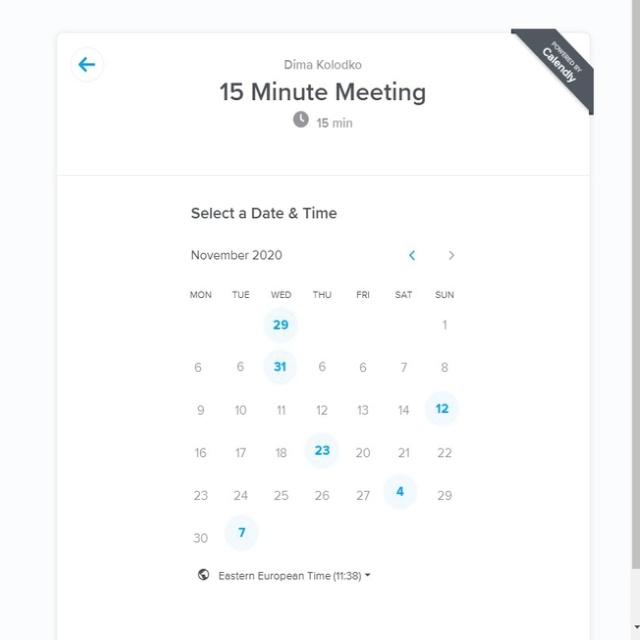 Dima Kolodko
POWERED BY
Calendly
15 Minute Meeting
15 min
Select a Date & Time
November 2020
MON TUE WED THU FRI SAT SUN
29 1
6 6 31 6 6 7 8
9 10 11 12 13 14 12
16 17 18 23 20 21 22
23 24 25 26 27 4 29
30 7
Eastern European Time (11:38)